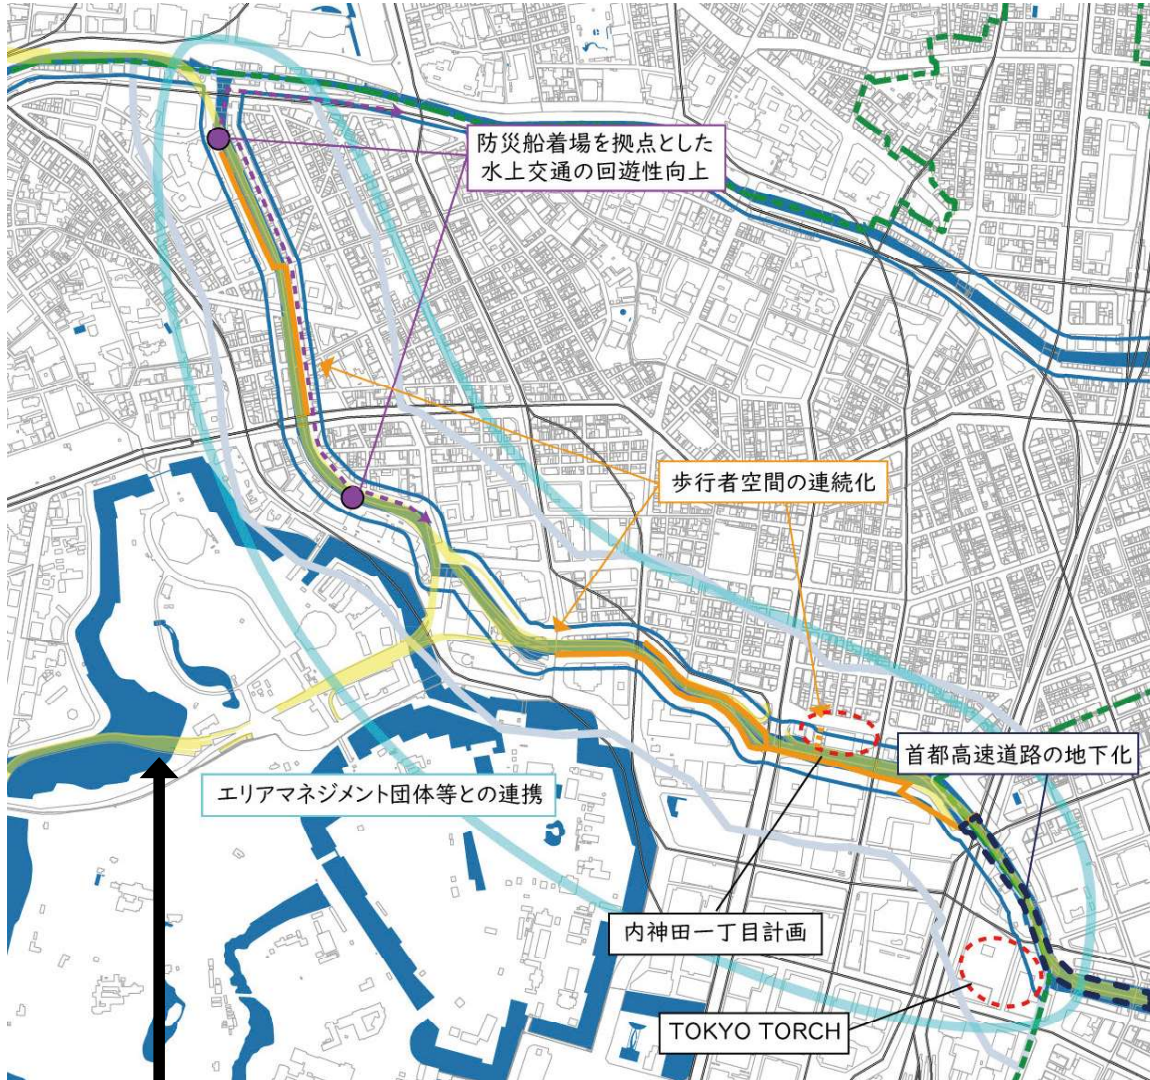 防災船着場を拠点とした
水上交通の回遊性向上
歩行者空間の連続化
首都高速道路の地下化
エリアマネジメント団体等との連携
内神田一丁目計画
TOKYO TORCH